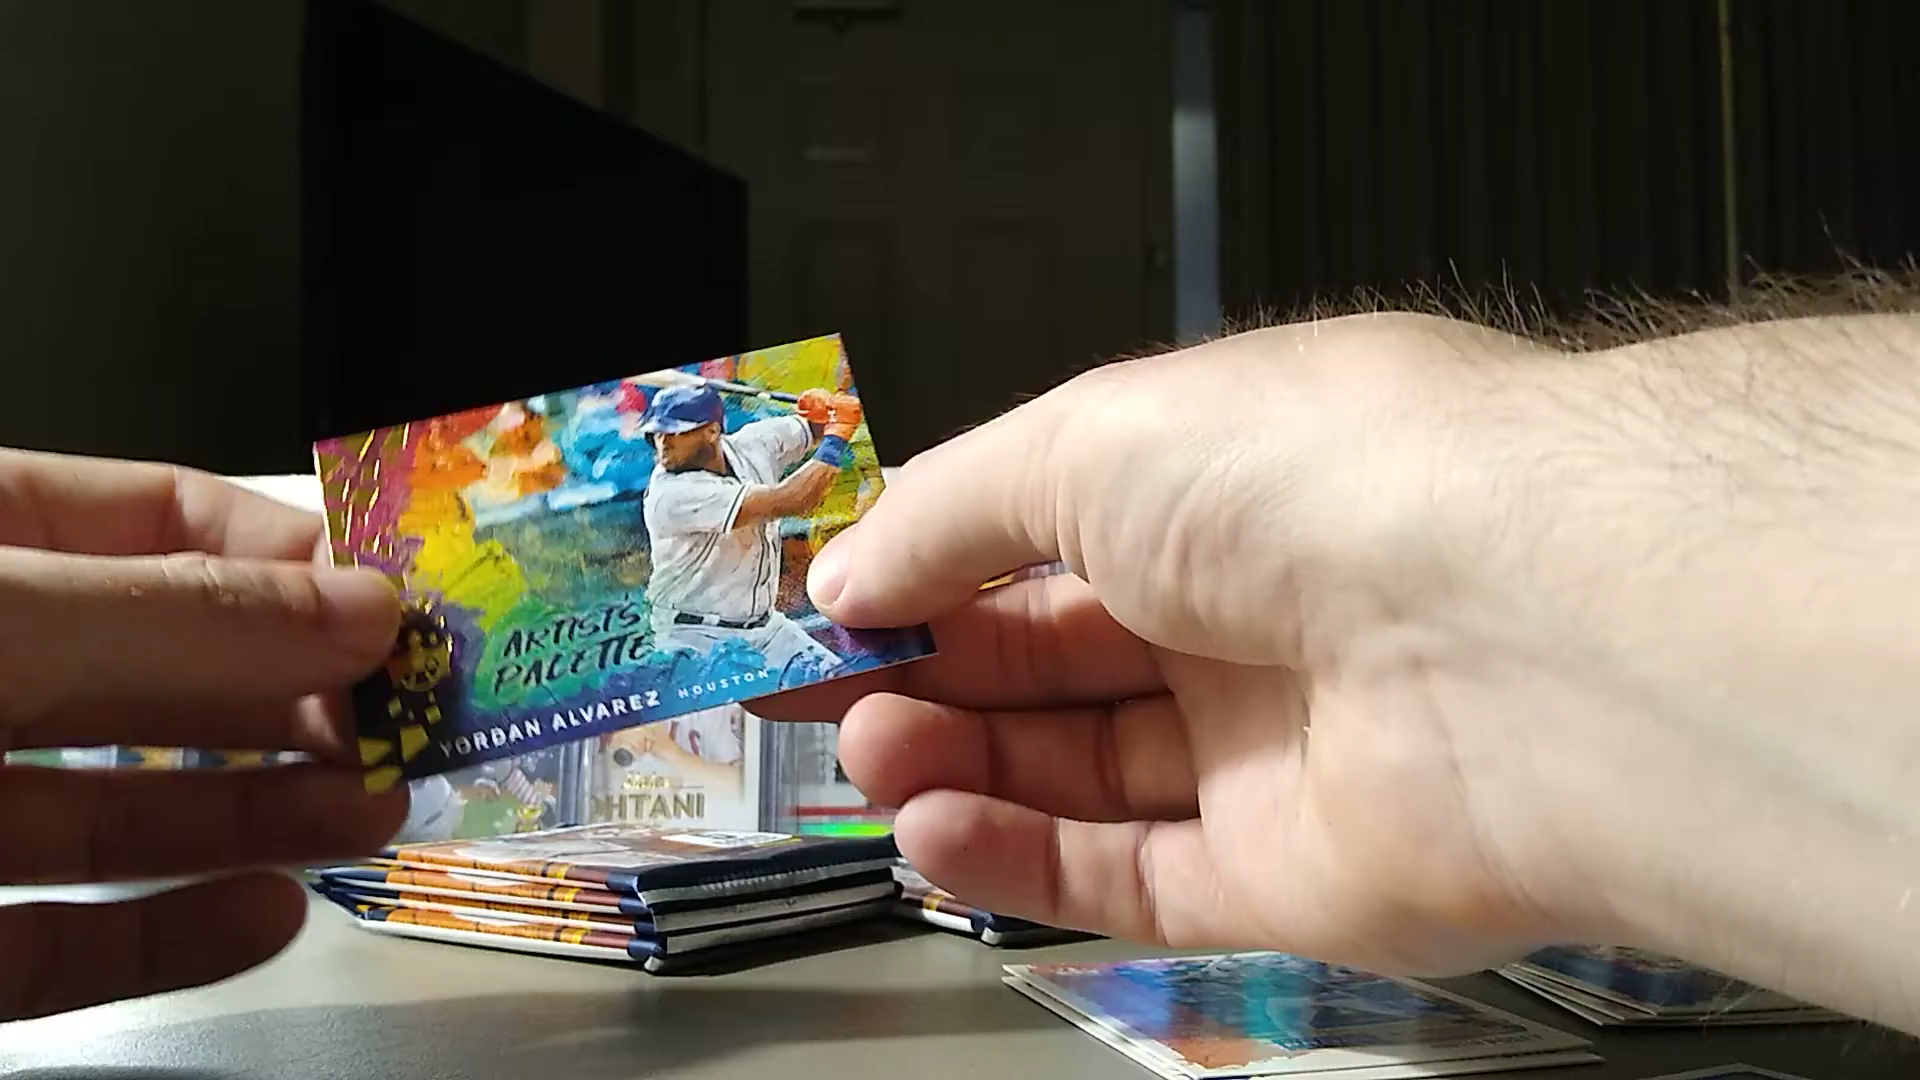 ARTIST'S
PALETTE
YORDAN ALVAREZ HOUSTON
OHTANI